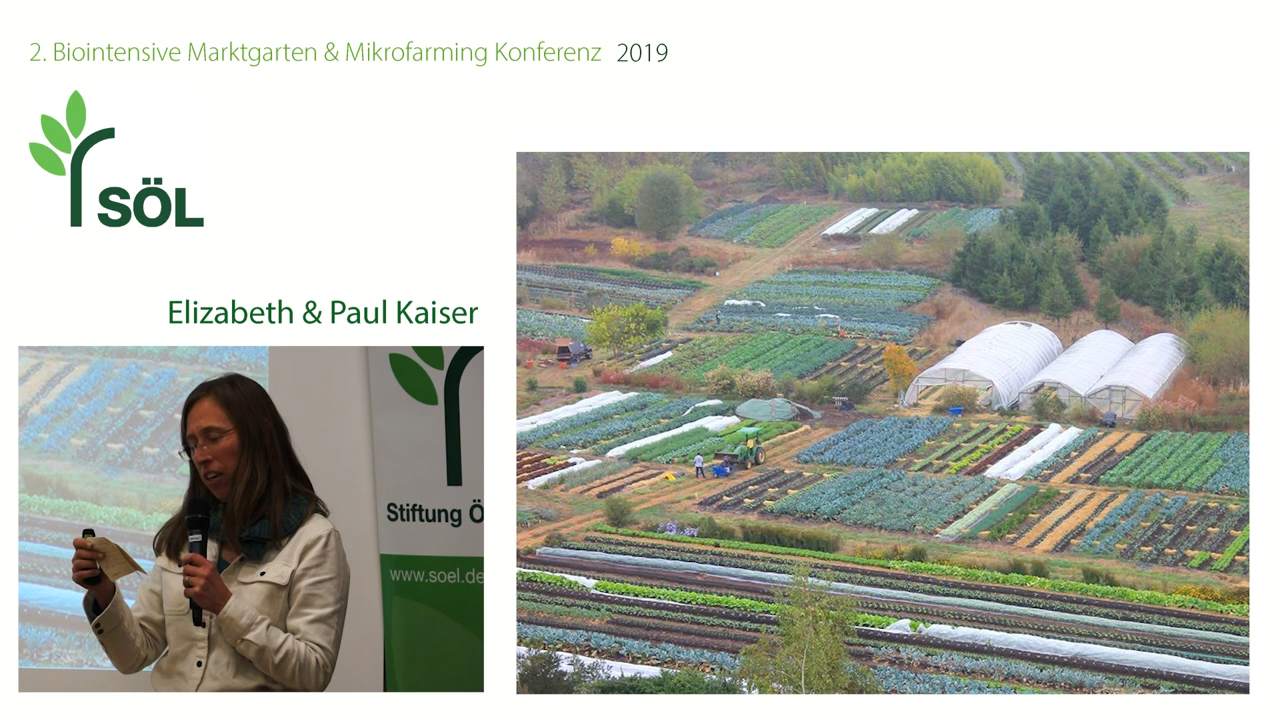 2. Biointensive Marktgarten & Mikrofarming Konferenz 2019
SÖL
Elizabeth & Paul Kaiser
Stiftung Ö
www.soel.de